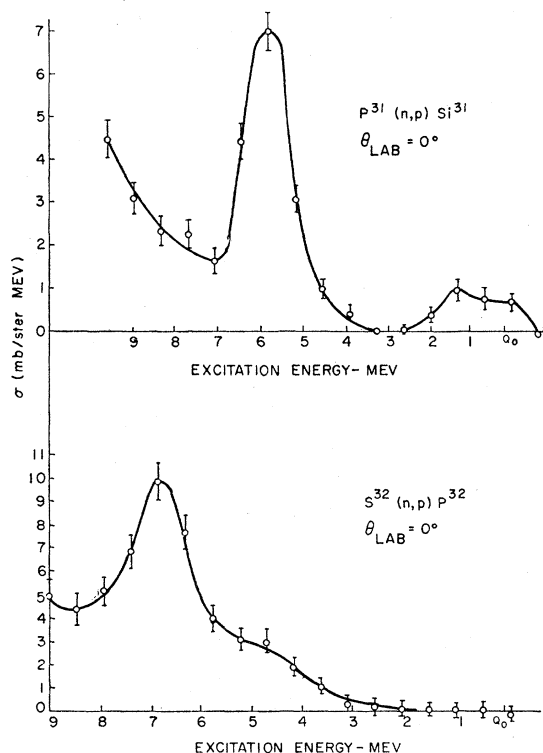 7
6
5
4
3
2
1
0
P31 (n,p) Si31
θLAB = 0°
9 8 7 6 5 4 3 2 1 Q0
EXCITATION ENERGY- MEV
σ (mb/ster MEV)
11
10
9
8
7
6
5
4
3
2
1
0
S32 (n,p) P32
θLAB = 0°
9 8 7 6 5 4 3 2 1 Q0
EXCITATION ENERGY- MEV